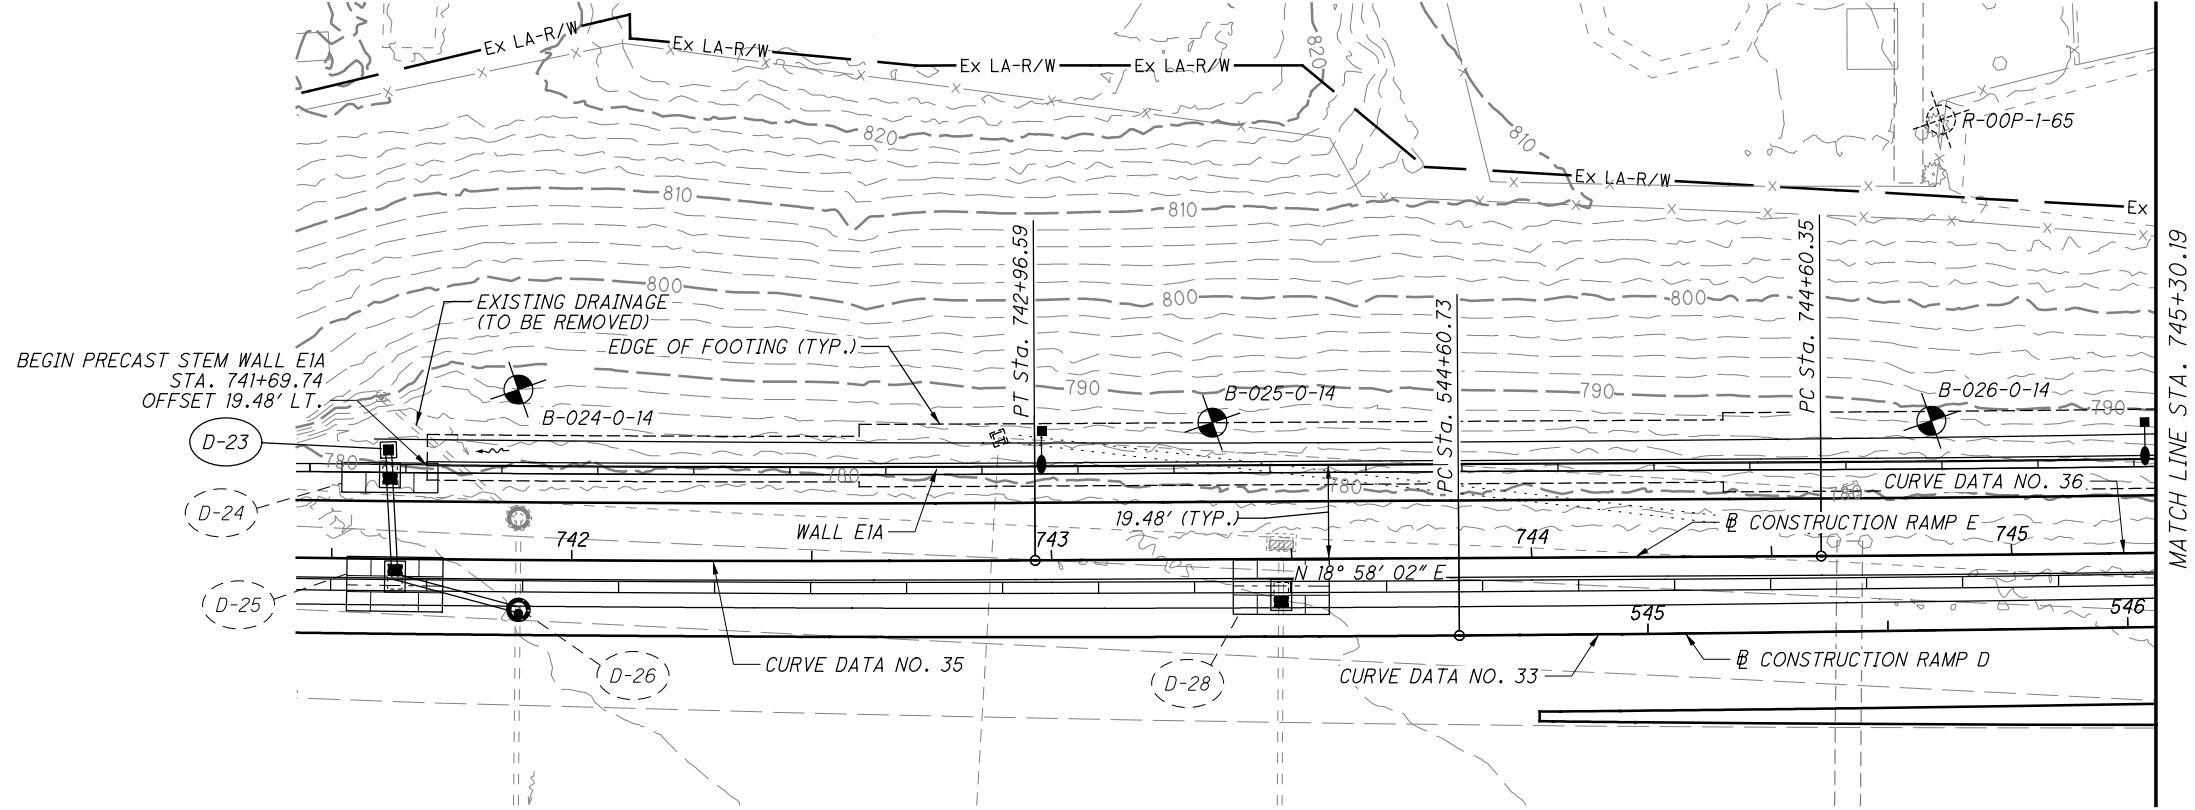 Ex LA-R/W
Ex LA-R/W
Ex LA-R/W
Ex LA-R/W
820
820
810
R-00P-1-65
Ex LA-R/W
Ex
810
810
800
800
800
EXISTING DRAINAGE
(TO BE REMOVED)
EDGE OF FOOTING (TYP.)
BEGIN PRECAST STEM WALL E1A
STA. 741+69.74
OFFSET 19.48' LT.
PT Sta. 742+96.59
PC Sta. 544+60.73
PC Sta. 744+60.35
MATCH LINE STA. 745+30.19
790
790
790
B-024-0-14
B-025-0-14
B-026-0-14
D-23
780
780
780
780
D-24
CURVE DATA NO. 36
WALL E1A
19.48' (TYP.)
BL CONSTRUCTION RAMP E
742
743
744
745
N 18° 58' 02" E
D-25
545
546
D-26
CURVE DATA NO. 35
D-28
CURVE DATA NO. 33
BL CONSTRUCTION RAMP D